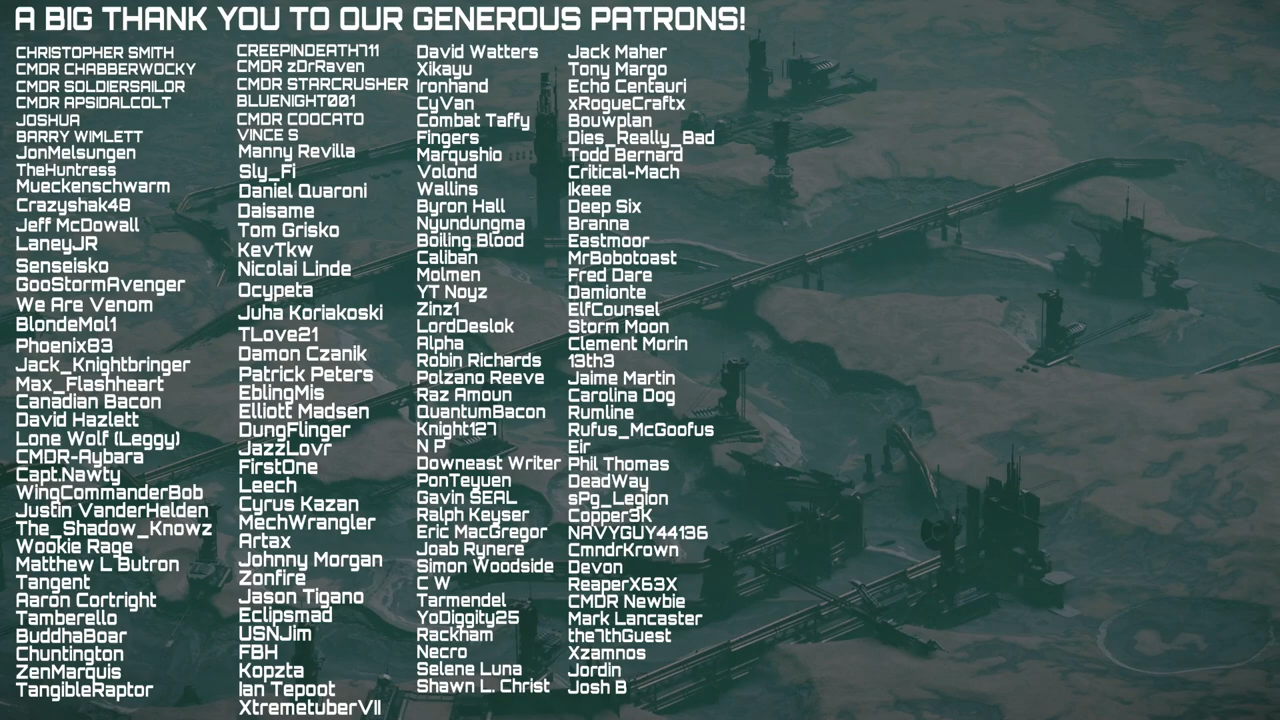 A BIG THANK YOU TO OUR GENEROUS PATRONS!
CHRISTOPHER SMITH
CMDR CHABBERWOCKY
CMDR SOLDIERSAILOR
CMDR APSIDALCOLT
JOSHUA
BARRY WIMLETT
JonMelsungen
TheHuntress
Mueckenschwarm
Crazyshak48
Jeff McDowall
LaneyJR
Senseisko
GooStormAvenger
We Are Venom
BlondeMol1
Phoenix83
Jack_Knightbringer
Max_Flashheart
Canadian Bacon
David Hazlett
Lone Wolf (Leggy)
CMDR-Aybara
Capt.Nawty
WingCommanderBob
Justin VanderHelden
The_Shadow_Knowz
Wookie Rage
Matthew L Butron
Tangent
Aaron Cortright
Tamberello
BuddhaBoar
Chuntington
ZenMarquis
TangibleRaptor
CREEPINDEATH711
CMDR zDrRaven
CMDR STARCRUSHER
BLUENIGHT001
CMDR COOCATO
VINCE S
Manny Revilla
Sly_Fi
Daniel Quaroni
Daisame
Tom Grisko
KevTkw
Nicolai Linde
Ocypeta
Juha Koriakoski
TLove21
Damon Czanik
Patrick Peters
EblingMis
Elliott Madsen
DungFlinger
JazzLovr
FirstOne
Leech
Cyrus Kazan
MechWrangler
Artax
Johnny Morgan
Zonfire
Jason Tigano
Eclipsmad
USNJim
FBH
Kopzta
Ian Tepoot
XtremetuberVII
David Watters
Xikayu
Ironhand
CyVan
Combat Taffy
Fingers
Marqushio
Volond
Wallins
Byron Hall
Nyundungma
Boiling Blood
Caliban
Molmen
YT Noyz
Zinz1
LordDeslok
Alpha
Robin Richards
Polzano Reeve
Raz Amoun
QuantumBacon
Knight127
N P
Downeast Writer
PonTeyuen
Gavin SEAL
Ralph Keyser
Eric MacGregor
Joab Rynere
Simon Woodside
C W
Tarmendel
YoDiggity25
Rackham
Necro
Selene Luna
Shawn L. Christ
Jack Maher
Tony Margo
Echo Centauri
xRogueCraftx
Bouwplan
Dies_Really_Bad
Todd Bernard
Critical-Mach
Ikeee
Deep Six
Branna
Eastmoor
MrBobotoast
Fred Dare
Damionte
ElfCounsel
Storm Moon
Clement Morin
13th3
Jaime Martin
Carolina Dog
Rumline
Rufus_McGoofus
Eir
Phil Thomas
DeadWay
sPg_Legion
Copper3K
NAVYGUY44136
CmndrKrown
Devon
ReaperX63X
CMDR Newbie
Mark Lancaster
the7thGuest
Xzamnos
Jordin
Josh B